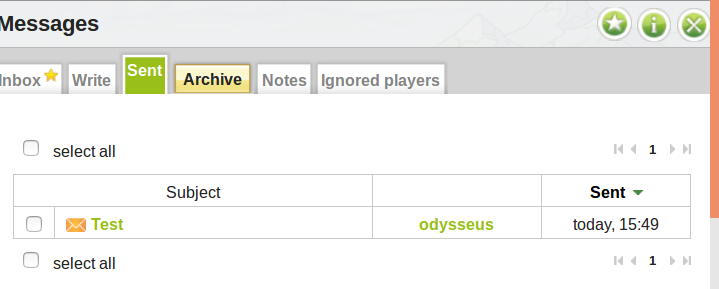 Messages
Inbox Write Sent Archive Notes Ignored players
select all 1
Subject Sent
Test odysseus today, 15:49
select all 1